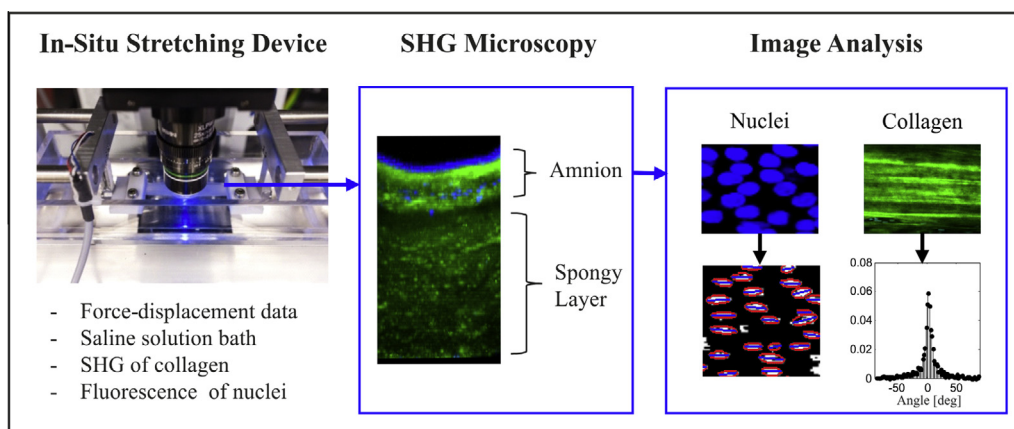 In-Situ Stretching Device
SHG Microscopy
Image Analysis
- Force-displacement data
- Saline solution bath
- SHG of collagen
- Fluorescence of nuclei
Amnion
Spongy
Layer
Nuclei
Collagen
0.08
0.06
0.04
0.02
0
-50
0
50
Angle [deg]